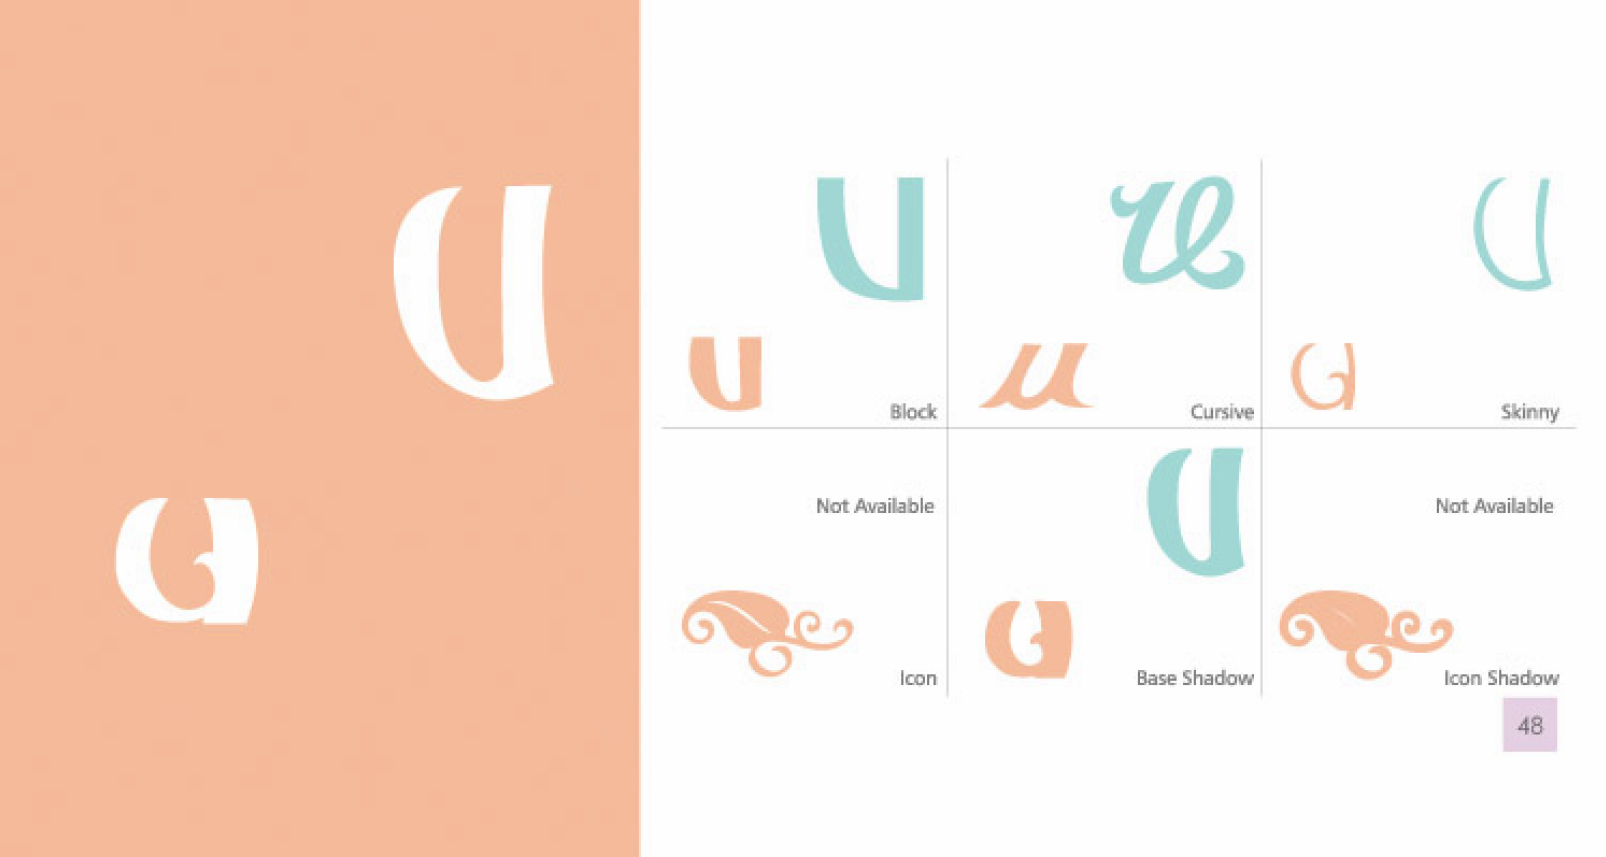 U
u
U
u
Block
U
u
Cursive
U
u
Skinny
Not Available
Icon
U
u
Base Shadow
Not Available
Icon Shadow
48